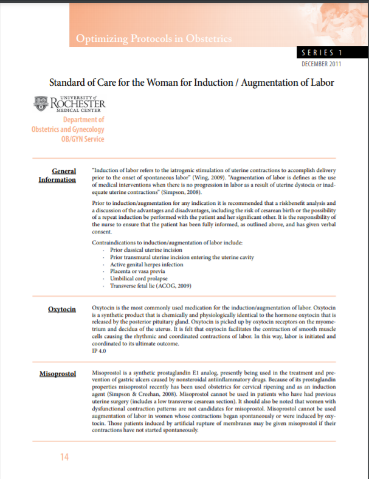 Optimizing Protocols in Obstetrics
SERIES 1
DECEMBER 2011
Standard of Care for the Woman for Induction / Augmentation of Labor
UNIVERSITY of
ROCHESTER
MEDICAL CENTER
Department of
Obstetrics and Gynecology
OB/GYN Service
General
Information
"Induction of labor refers to the iatrogenic stimulation of uterine contractions to accomplish delivery
prior to the onset of spontaneous labor" (Wing, 2009). "Augmentation of labor is defines as the use
of medical interventions when there is no progression in labor as a result of uterine dystocia or inad-
equate uterine contractions" (Simpson, 2008).
Prior to induction/augmentation for any indication it is recommended that a risk/benefit analysis and
a discussion of the advantages and disadvantages, including the risk of cesarean birth or the possibility
of a repeat induction be performed with the patient and her significant other. It is the responsibility of
the nurse to ensure that the patient has been fully informed, as outlined above, and has given verbal
consent.
Contraindications to induction/augmentation of labor include:
- Prior classical uterine incision
- Prior transmural uterine incision entering the uterine cavity
- Active genital herpes infection
- Placenta or vasa previa
- Umbilical cord prolapse
- Transverse fetal lie (ACOG, 2009)
Oxytocin
Oxytocin is the most commonly used medication for the induction/augmentation of labor. Oxytocin
is a synthetic product that is chemically and physiologically identical to the hormone oxytocin that is
released by the posterior pituitary gland. Oxytocin is picked up by oxytocin receptors on the myome-
trium and decidua of the uterus. It is felt that oxytocin facilitates the contraction of smooth muscle
cells causing the rhythmic and coordinated contractions of labor. In this way, labor is initiated and
coordinated to its ultimate outcome.
IP 4.0
Misoprostol
Misoprostol is a synthetic prostaglandin E1 analog, presently being used in the treatment and pre-
vention of gastric ulcers caused by nonsteroidal antiinflammatory drugs. Because of its prostaglandin
properties misoprostol recently has been used obstetrics for cervical ripening and as an induction
agent (Simpson & Creehan, 2008). Misoprostol cannot be used in patients who have had previous
uterine surgery (includes a low transverse cesarean section). It should also be noted that women with
dysfunctional contraction patterns are not candidates for misoprostol. Misoprostol cannot be used
augmentation of labor in women whose contractions began spontaneously or were induced by oxy-
tocin. Those patients induced by artificial rupture of membranes may be given misoprostol if their
contractions have not started spontaneously.
14